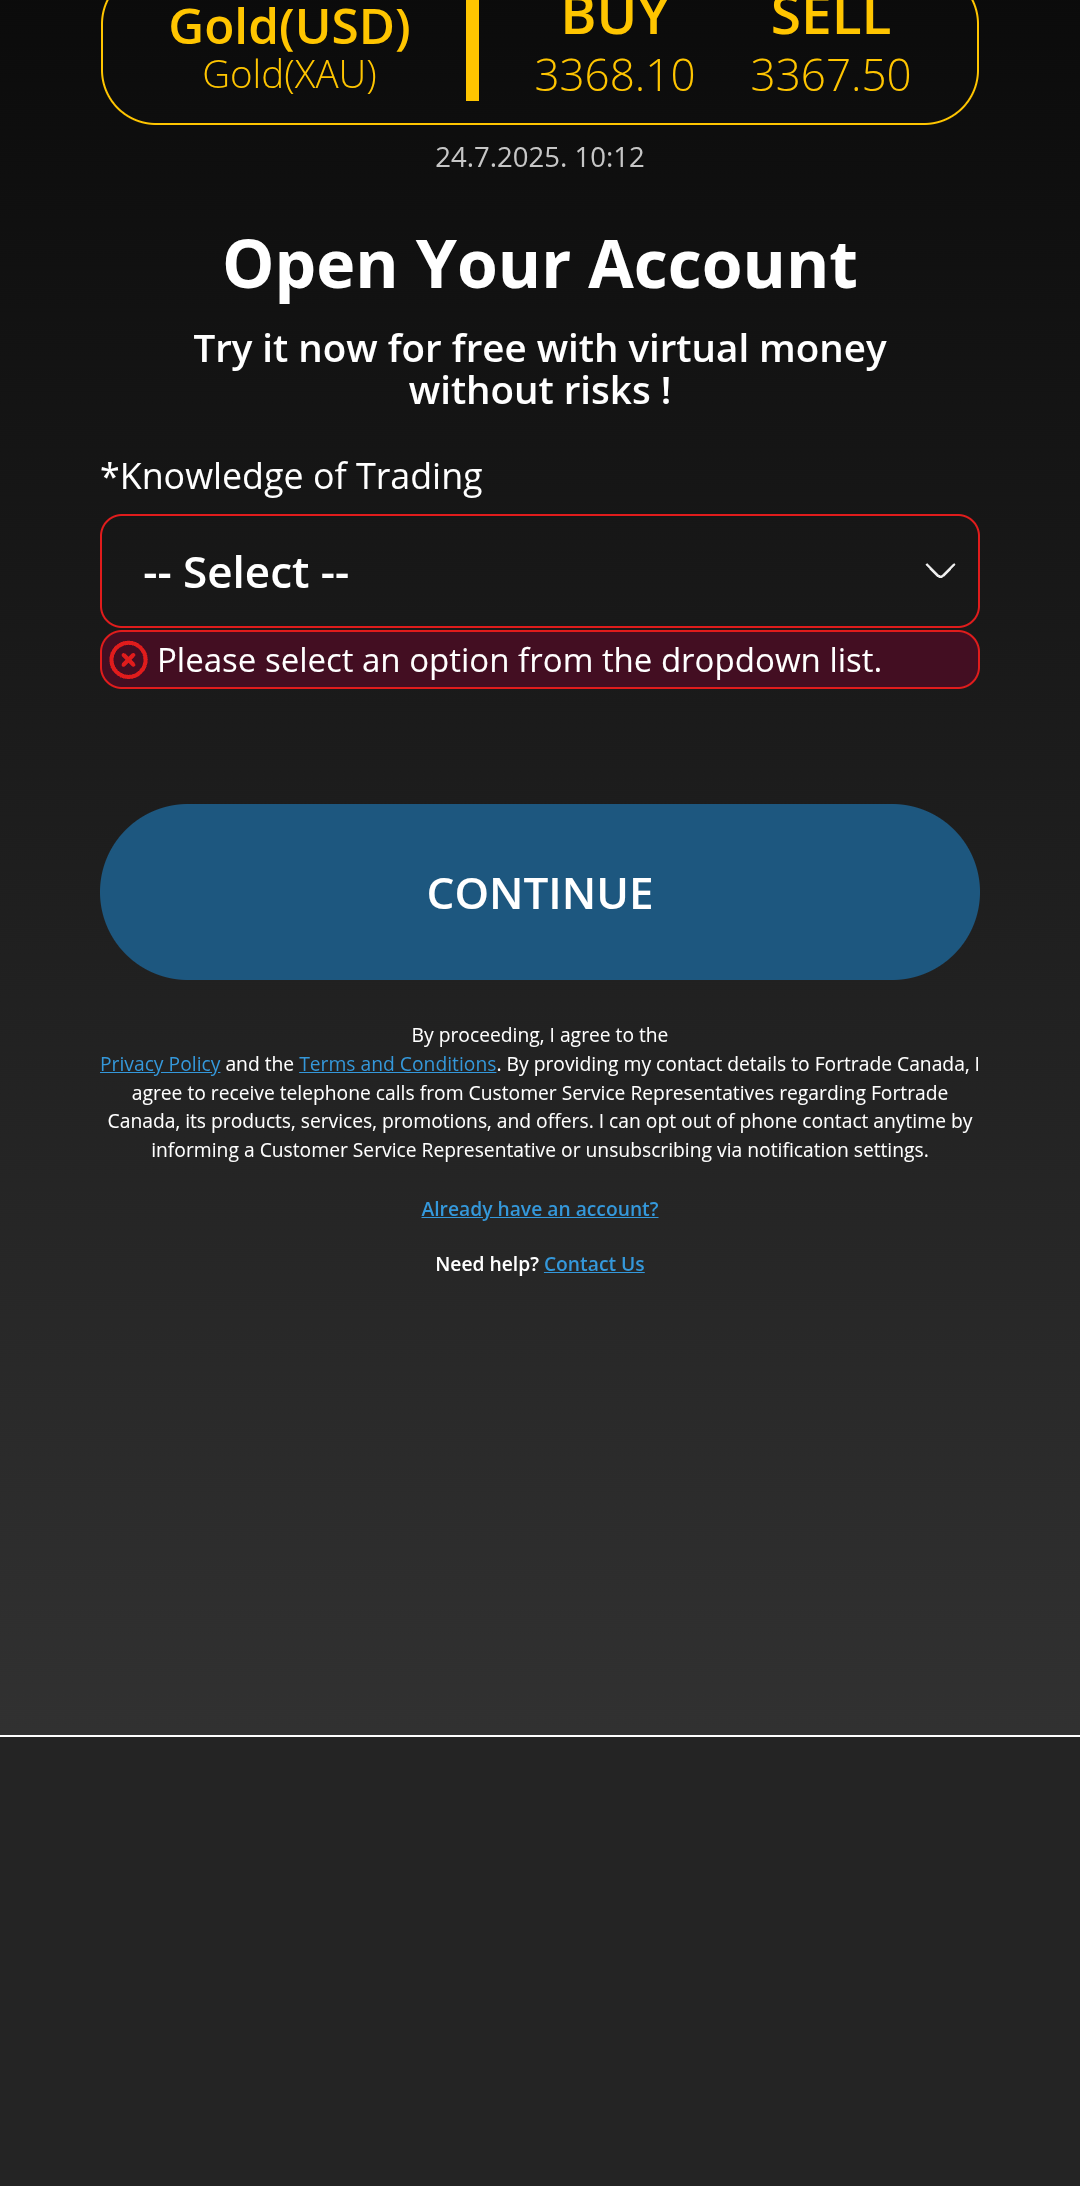 Gold(USD)
Gold(XAU)
BUY
3368.10
SELL
3367.50
24.7.2025. 10:12
Open Your Account
Try it now for free with virtual money
without risks !
*Knowledge of Trading
-- Select --
Please select an option from the dropdown list.
CONTINUE
By proceeding, I agree to the
Privacy Policy and the Terms and Conditions. By providing my contact details to Fortrade Canada, I
agree to receive telephone calls from Customer Service Representatives regarding Fortrade
Canada, its products, services, promotions, and offers. I can opt out of phone contact anytime by
informing a Customer Service Representative or unsubscribing via notification settings.
Already have an account?
Need help? Contact Us